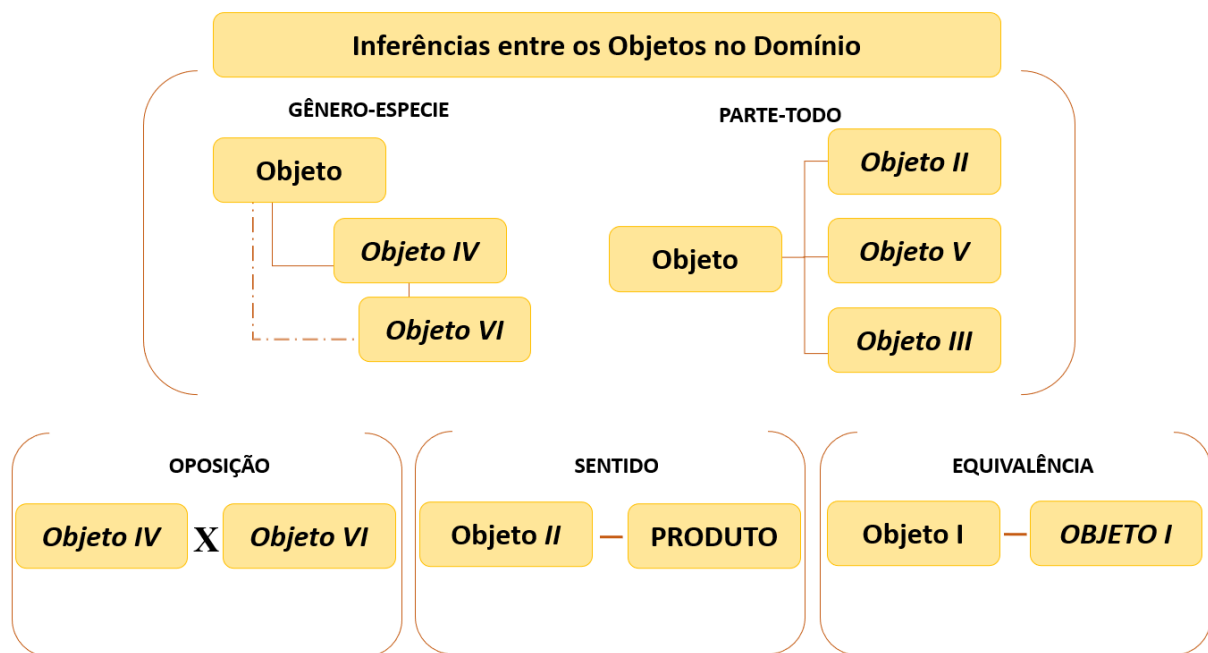 Inferências entre os Objetos no Domínio
GÊNERO-ESPECIE
Objeto
Objeto IV
Objeto VI
PARTE-TODO
Objeto
Objeto II
Objeto V
Objeto III
OPOSIÇÃO
Objeto IV X Objeto VI
SENTIDO
Objeto II – PRODUTO
EQUIVALÊNCIA
Objeto I – OBJETO I